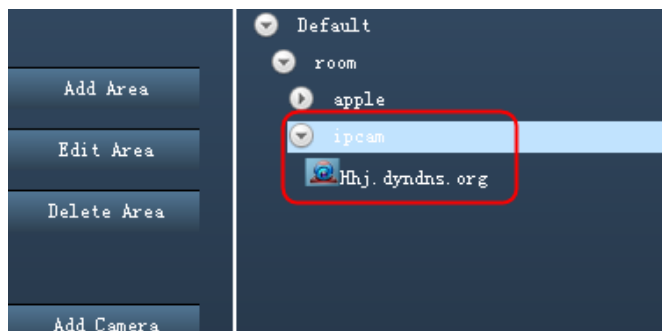 Default
room
Add Area
apple
ipcam
Edit Area
Hhj.dyndns.org
Delete Area
Add Camera